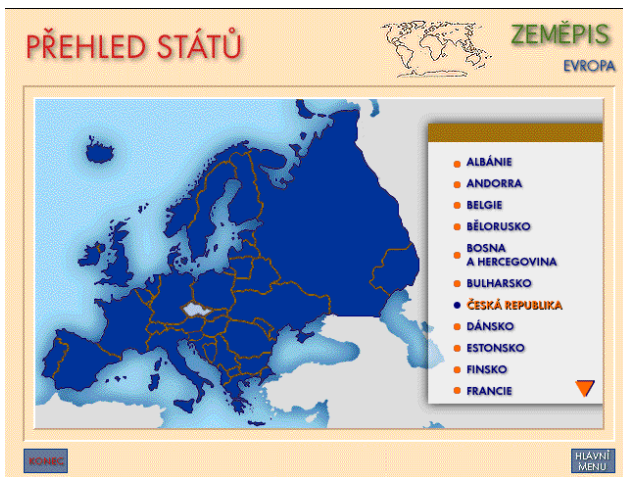 PŘEHLED STÁTŮ
ZEMĚPIS
EVROPA
ALBÁNIE
ANDORRA
BELGIE
BĚLORUSKO
BOSNA
A HERCEGOVINA
BULHARSKO
ČESKÁ REPUBLIKA
DÁNSKO
ESTONSKO
FINSKO
FRANCIE
KONEC
HLAVNÍ
MENU